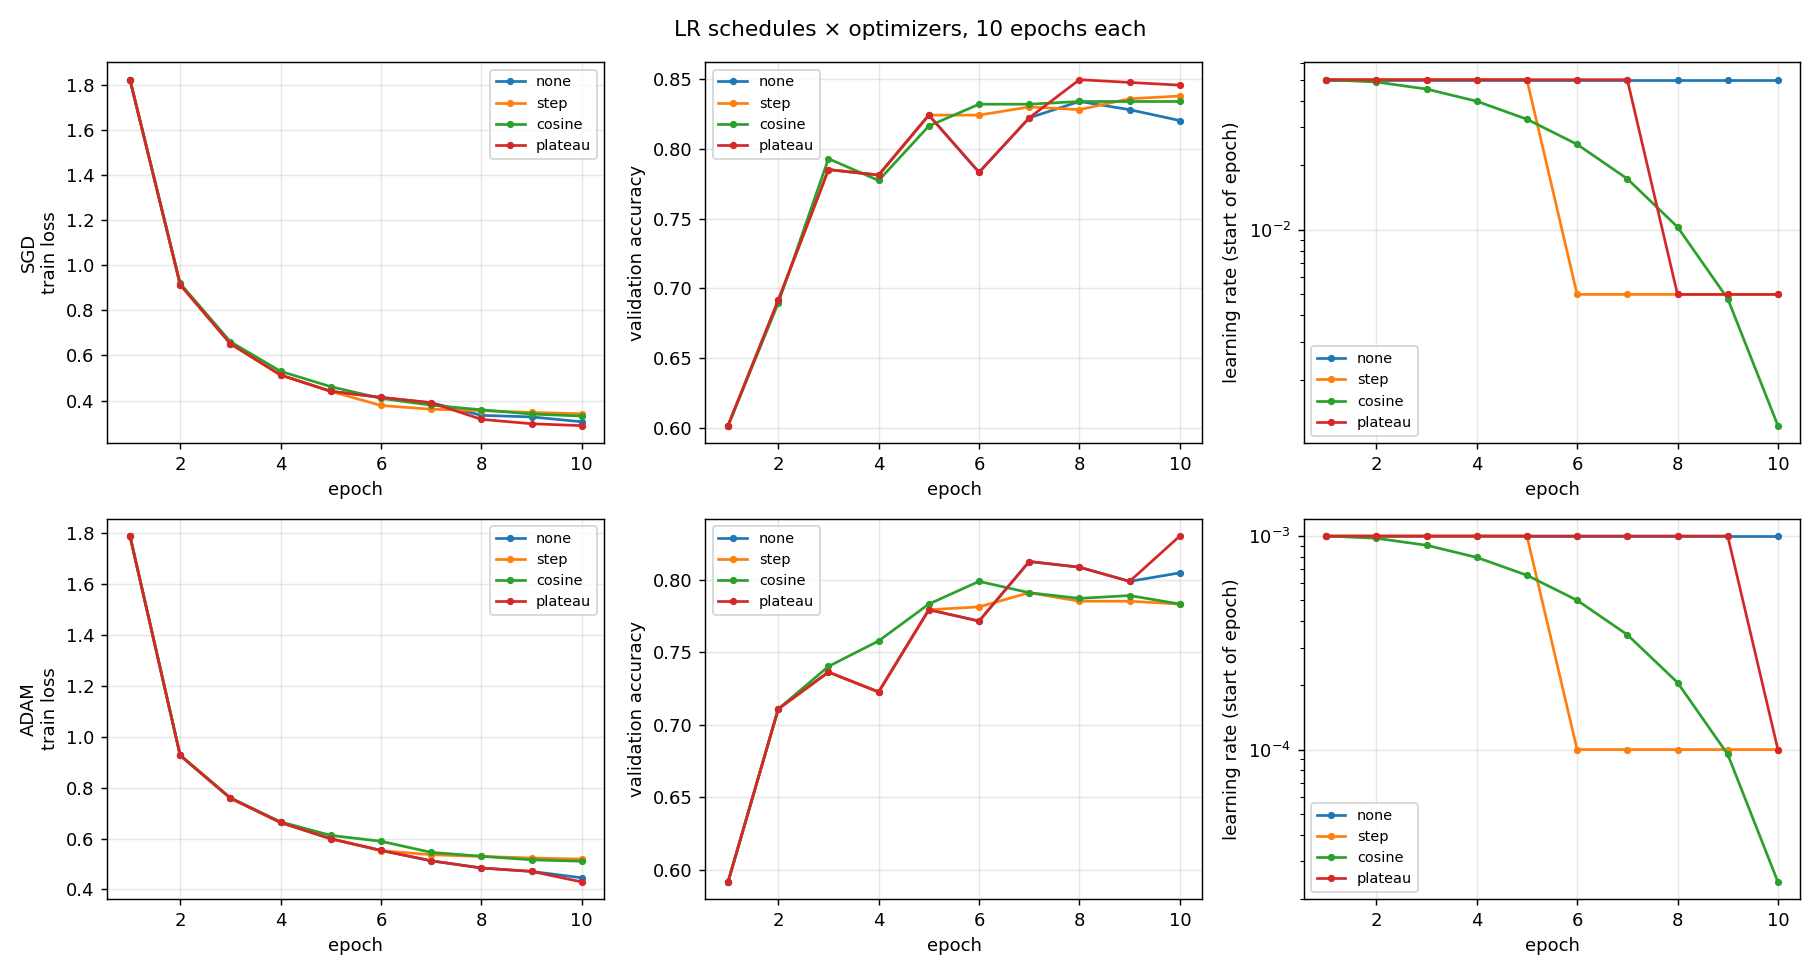 LR schedules × optimizers, 10 epochs each
SGD
train loss
1.8
1.6
1.4
1.2
1.0
0.8
0.6
0.4
2
4
6
8
10
epoch
none
step
cosine
plateau
validation accuracy
0.85
0.80
0.75
0.70
0.65
0.60
2
4
6
8
10
epoch
none
step
cosine
plateau
learning rate (start of epoch)
10⁻²
2
4
6
8
10
epoch
none
step
cosine
plateau
ADAM
train loss
1.8
1.6
1.4
1.2
1.0
0.8
0.6
0.4
2
4
6
8
10
epoch
none
step
cosine
plateau
validation accuracy
0.80
0.75
0.70
0.65
0.60
2
4
6
8
10
epoch
none
step
cosine
plateau
learning rate (start of epoch)
10⁻³
10⁻⁴
2
4
6
8
10
epoch
none
step
cosine
plateau